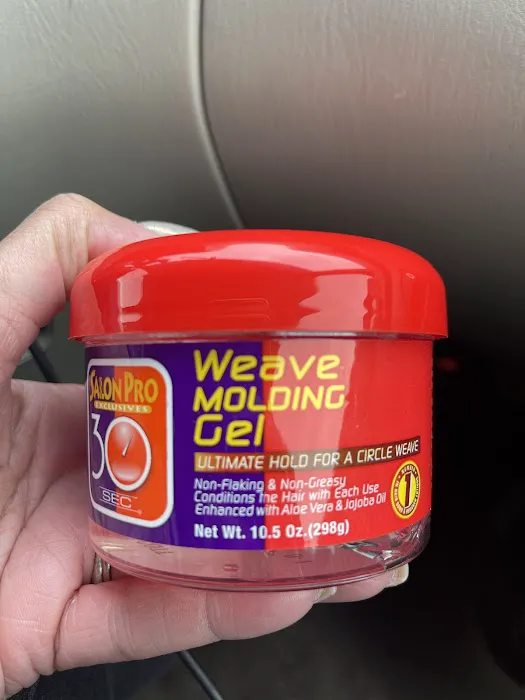 SALON PRO
EXCLUSIVES
30
SEC
Weave
MOLDING
Gel
ULTIMATE HOLD FOR A CIRCLE WEAVE
Non-Flaking & Non-Greasy
Conditions the Hair with Each Use
Enhanced with Aloe Vera & Jojoba Oil
Net Wt. 10.5 Oz.(298g)
1